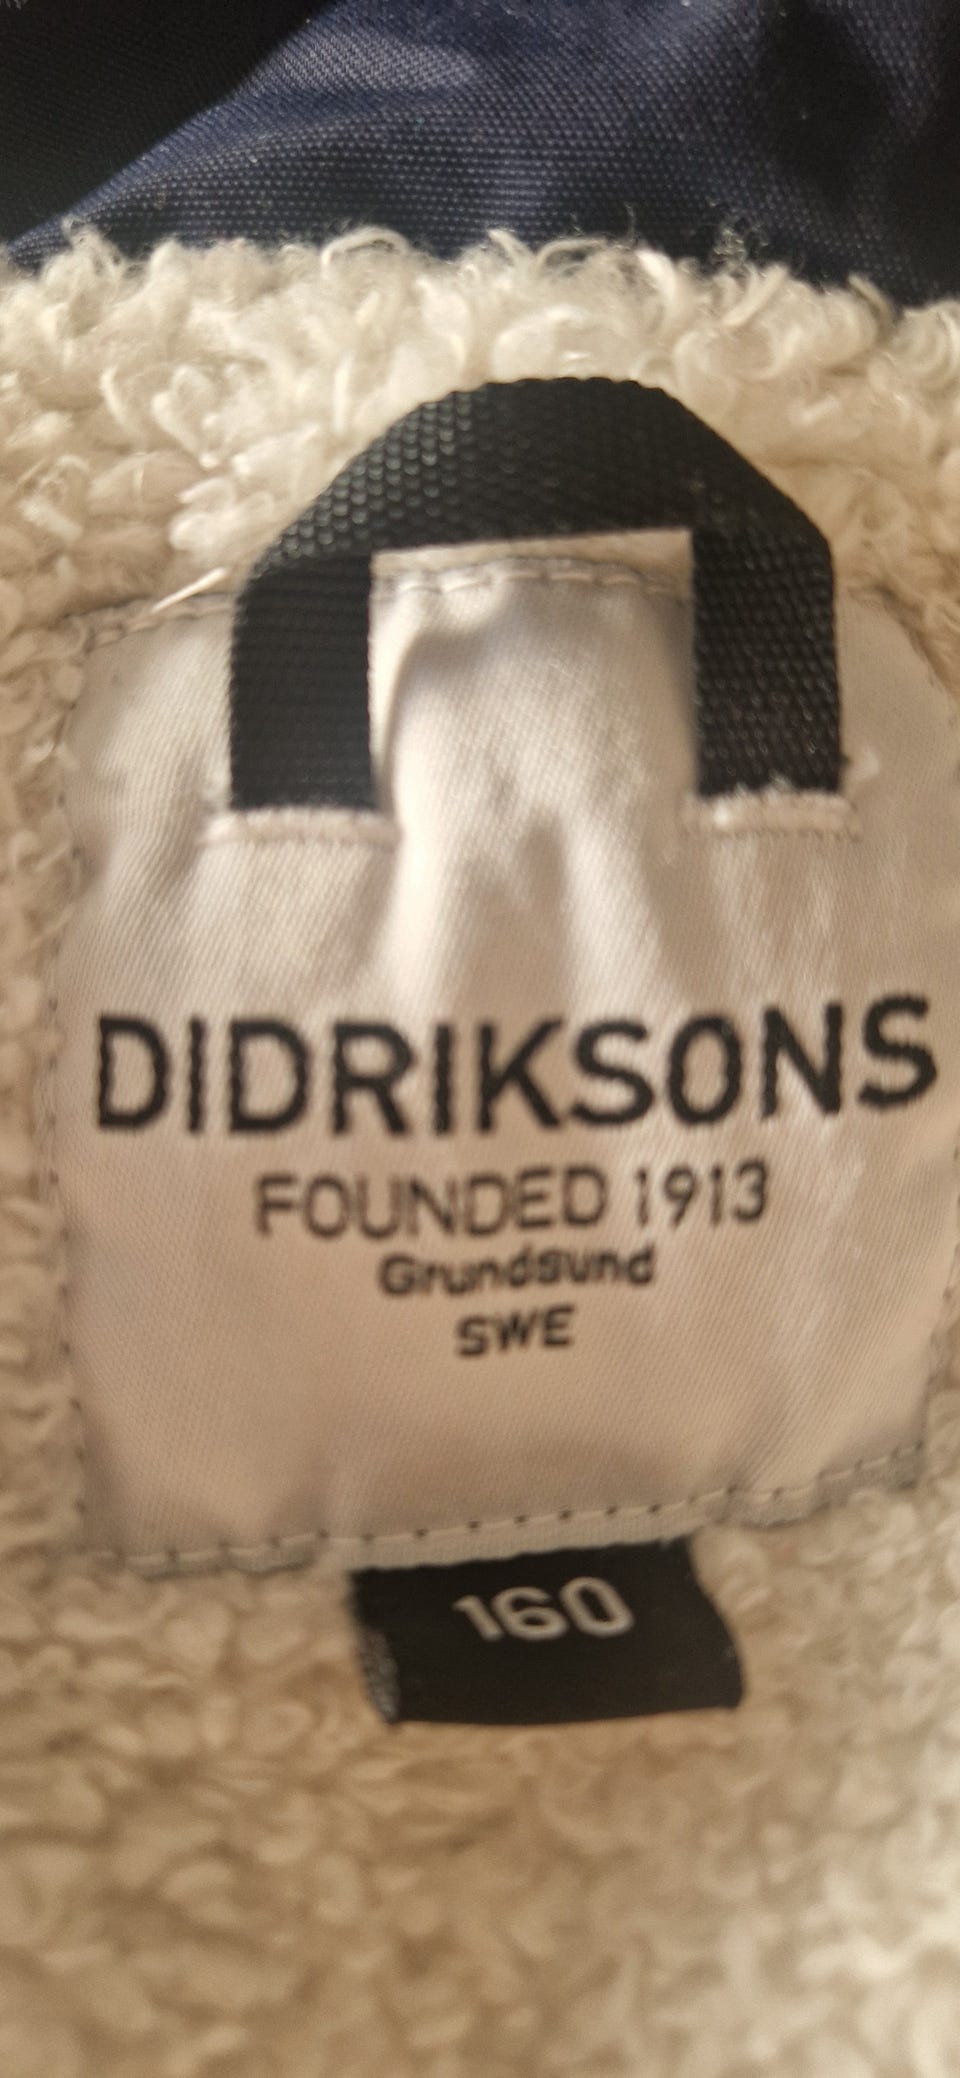 DIDRIKSONS
FOUNDED 1913
Grundsund
SWE
160